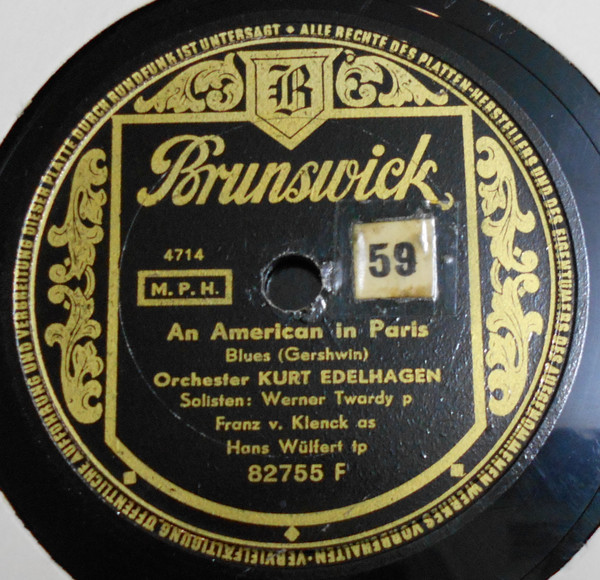 ALLE RECHTE DES PLATTEN-HERSTELLERS UND DES EIGENTÜMERS DES AUFGENOMMENEN WERKES VORBEHALTEN · VERVIELFÄLTIGUNG, ÖFFENTLICHE AUFFÜHRUNG UND VERBREITUNG DIESER PLATTE DURCH RUNDFUNK IST UNTERSAGT
B
Brunswick
4714
59
M. P. H.
An American in Paris
Blues (Gershwin)
Orchester KURT EDELHAGEN
Solisten: Werner Twardy p
Franz v. Klenck as
Hans Wülfert tp
82755 F